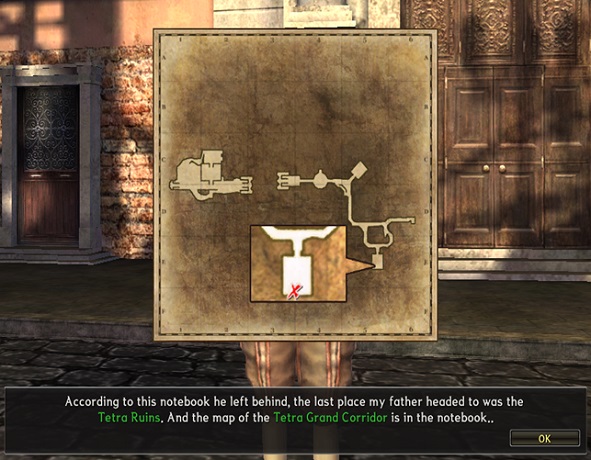 According to this notebook he left behind, the last place my father headed to was the
Tetra Ruins. And the map of the Tetra Grand Corridor is in the notebook..
OK